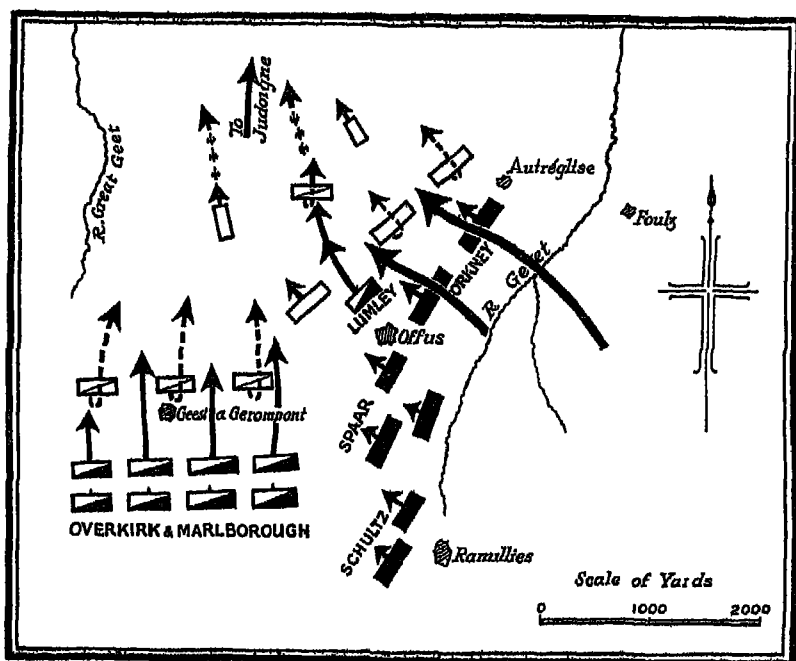 R. Great Geet
To
Judoigne
Autréglise
Foulz
R. Geeet
ORKNEY
LUMLEY
Offus
Geest a Gerompont
SPAAR
OVERKIRK & MARLBOROUGH
SCHULTZ
Ramillies
Scale of Yards
0 1000 2000